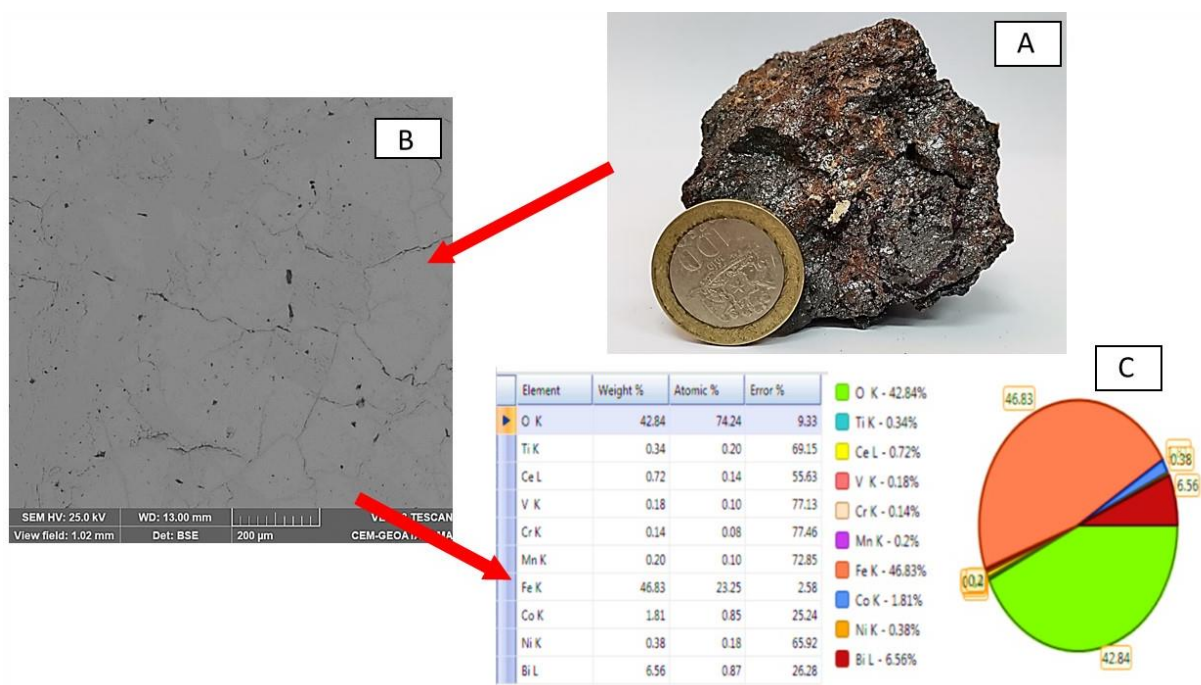 A
B
SEM HV: 25.0 kV WD: 13.00 mm
View field: 1.02 mm Det: BSE 200 µm
TESCAN
C
Element Weight % Atomic % Error %
O K 42.84 74.24 9.33
Ti K 0.34 0.20 69.15
Ce L 0.72 0.14 55.63
V K 0.18 0.10 77.13
Cr K 0.14 0.08 77.46
Mn K 0.20 0.10 72.85
Fe K 46.83 23.25 2.58
Co K 1.81 0.85 25.24
Ni K 0.38 0.18 65.92
Bi L 6.56 0.87 26.28
O K - 42.84%
Ti K - 0.34%
Ce L - 0.72%
V K - 0.18%
Cr K - 0.14%
Mn K - 0.2%
Fe K - 46.83%
Co K - 1.81%
Ni K - 0.38%
Bi L - 6.56%
46.83
0.38
6.56
0.2
42.84